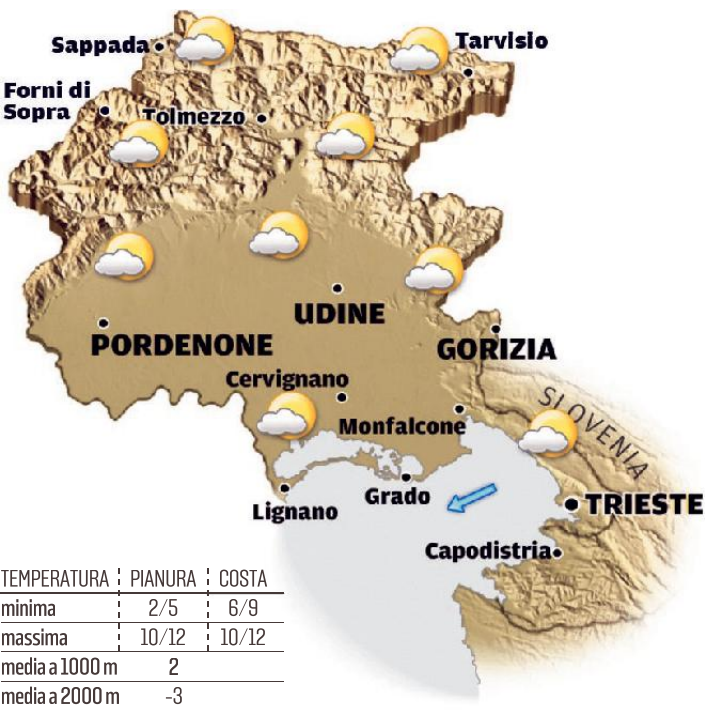 Sappada
Tarvisio
Forni di
Sopra
Tolmezzo
UDINE
PORDENONE
GORIZIA
Cervignano
SLOVENIA
Monfalcone
Grado
Lignano
TRIESTE
Capodistria
TEMPERATURA PIANURA COSTA
minima 2/5 6/9
massima 10/12 10/12
media a 1000 m 2
media a 2000 m -3